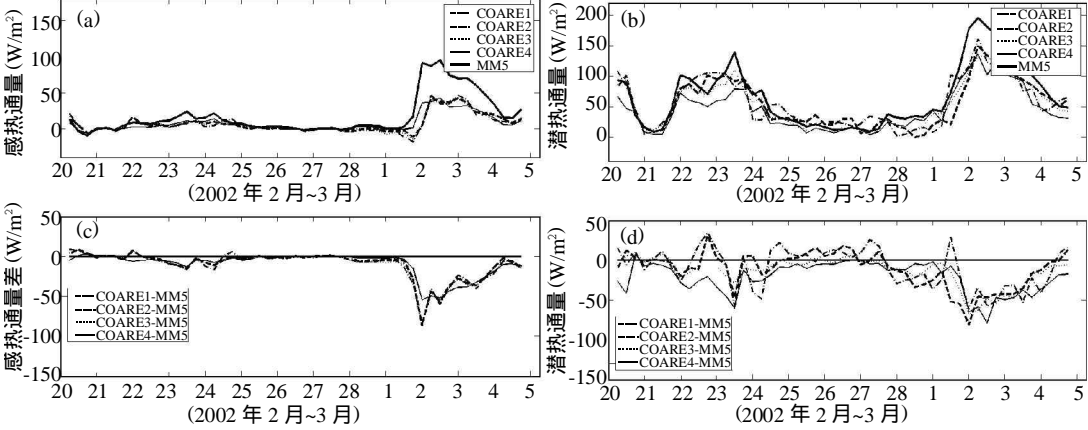 (a)
COARE1
COARE2
COARE3
COARE4
MM5
150
100
50
0
感热通量 (W/m²)
20 21 22 23 24 25 26 27 28 1 2 3 4 5
(2002 年 2 月~3 月)
(b)
COARE1
COARE2
COARE3
COARE4
MM5
200
150
100
50
0
潜热通量 (W/m²)
20 21 22 23 24 25 26 27 28 1 2 3 4 5
(2002 年 2 月~3 月)
(c)
50
0
-50
-100
-150
感热通量差 (W/m²)
COARE1-MM5
COARE2-MM5
COARE3-MM5
COARE4-MM5
20 21 22 23 24 25 26 27 28 1 2 3 4 5
(2002 年 2 月~3 月)
(d)
50
0
-50
-100
-150
潜热通量 (W/m²)
COARE1-MM5
COARE2-MM5
COARE3-MM5
COARE4-MM5
20 21 22 23 24 25 26 27 28 1 2 3 4 5
(2002 年 2 月~3 月)